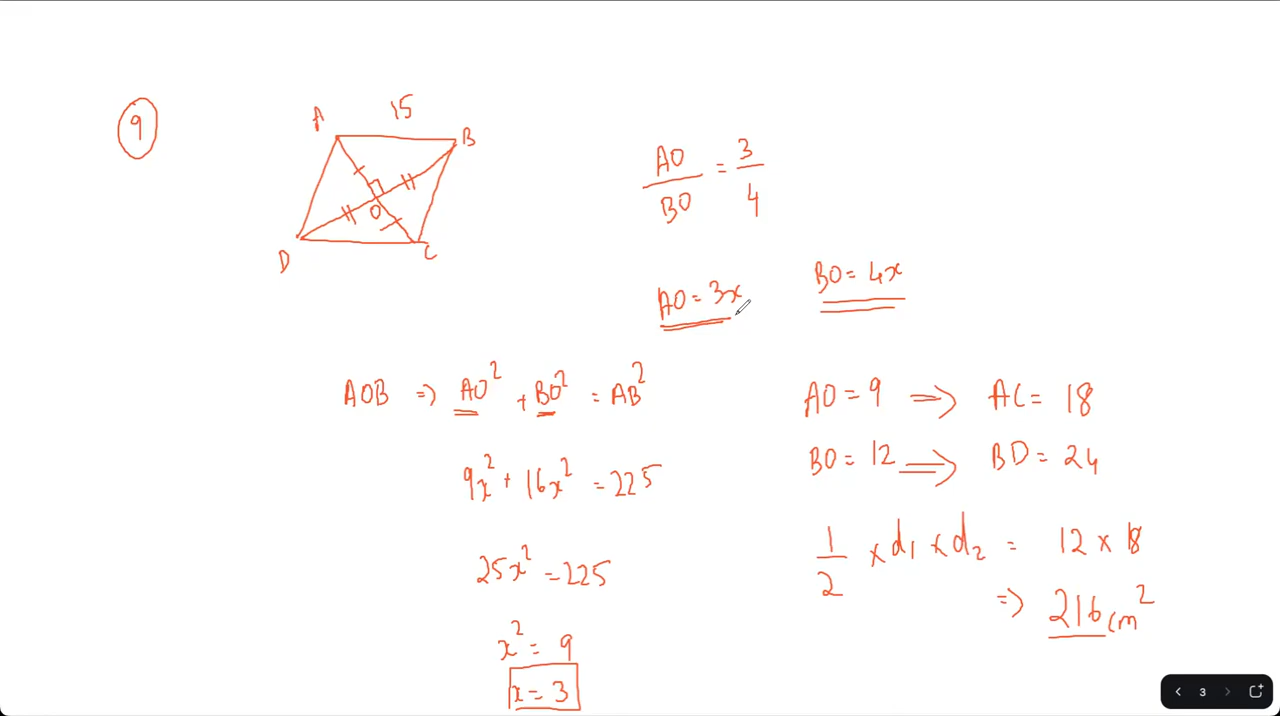 9
15
A
B
O
D
C
AO/BO = 3/4
AO = 3x
BO = 4x
AOB => AO² + BO² = AB²
9x² + 16x² = 225
25x² = 225
x² = 9
x = 3
AO = 9 => AC = 18
BO = 12 => BD = 24
1/2 × d₁ × d₂ = 12 × 18
=> 216 cm²
3